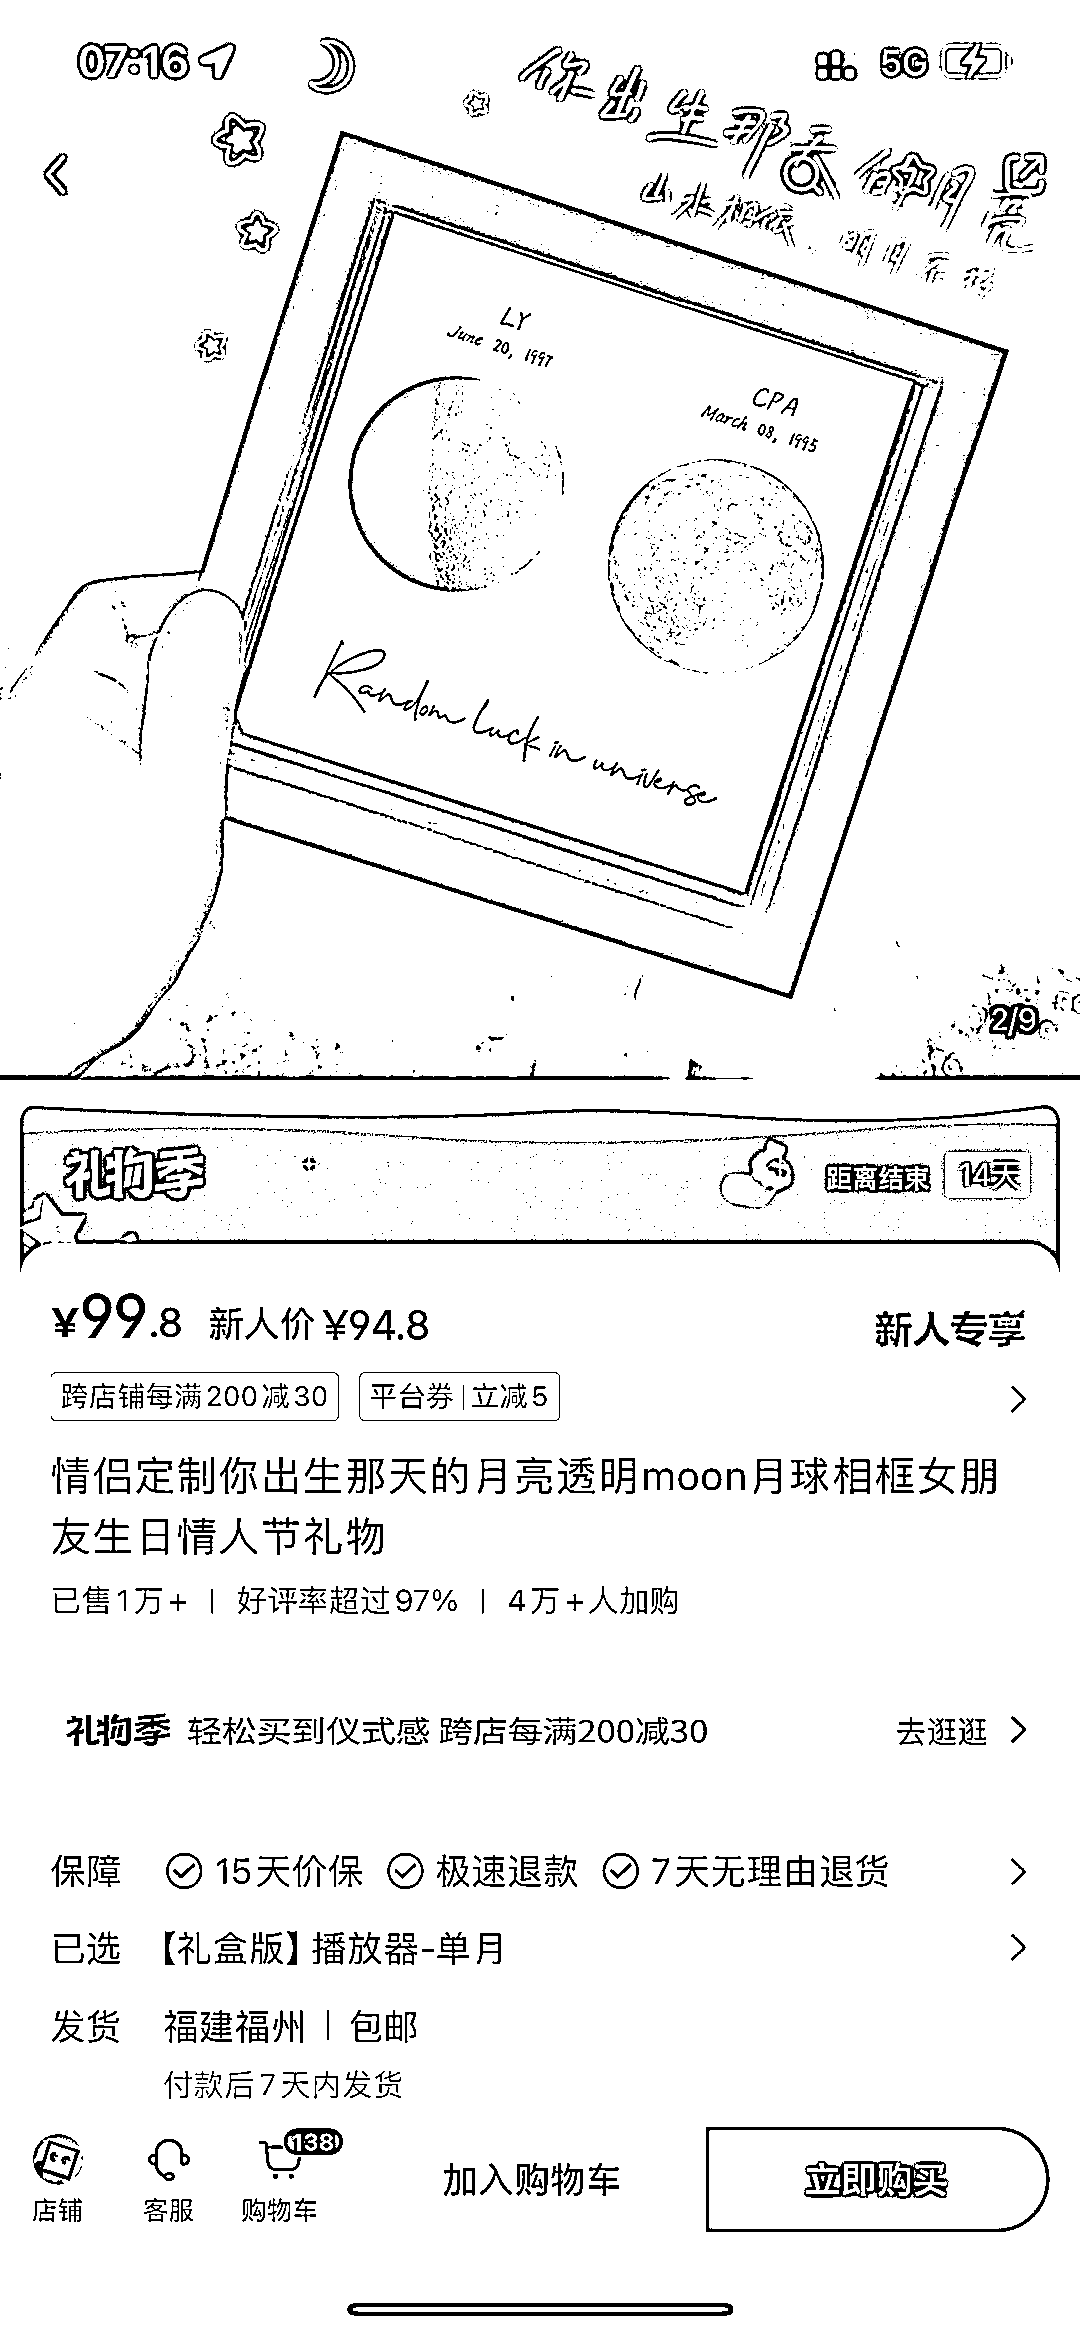 07:16
5G
你出生那天的月亮
LY
June 20, 1997
CPA
March 08, 1995
Random luck in universe
2/9
礼物季
距离结束 14天
¥99.8 新人价 ¥94.8
新人专享
跨店铺每满200减30 平台券|立减5
情侣定制你出生那天的月亮透明moon月球相框女朋
友生日情人节礼物
已售1万+ | 好评率超过97% | 4万+人加购
礼物季 轻松买到仪式感 跨店每满200减30 去逛逛
保障 15天价保 极速退款 7天无理由退货
已选 【礼盒版】播放器-单月
发货 福建福州 | 包邮
付款后7天内发货
138
店铺 客服 购物车
加入购物车
立即购买